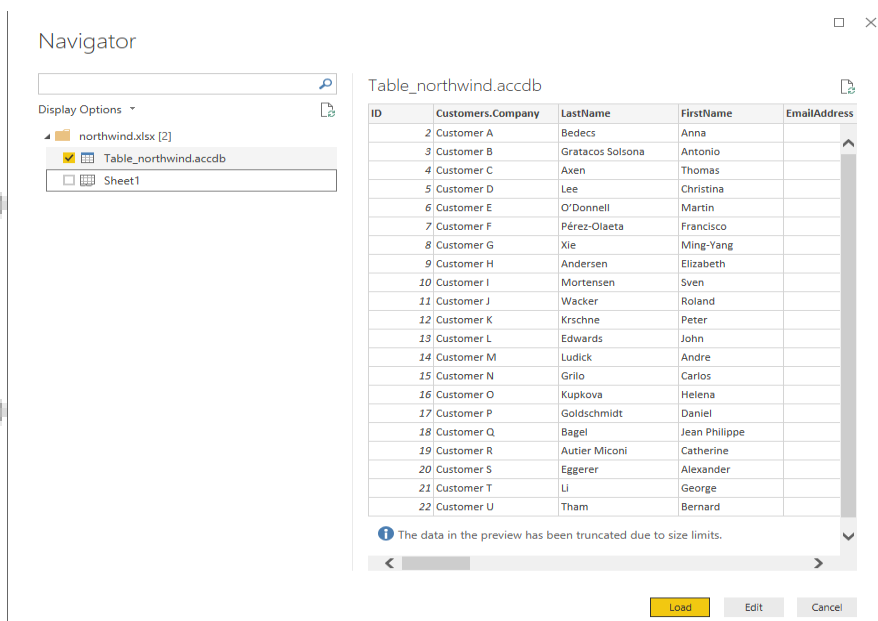 Navigator
Display Options
northwind.xlsx [2]
Table_northwind.accdb
Sheet1
Table_northwind.accdb
ID Customers.Company LastName FirstName EmailAddress
2 Customer A Bedecs Anna
3 Customer B Gratacos Solsona Antonio
4 Customer C Axen Thomas
5 Customer D Lee Christina
6 Customer E O’Donnell Martin
7 Customer F Pérez-Olaeta Francisco
8 Customer G Xie Ming-Yang
9 Customer H Andersen Elizabeth
10 Customer I Mortensen Sven
11 Customer J Wacker Roland
12 Customer K Krschne Peter
13 Customer L Edwards John
14 Customer M Ludick Andre
15 Customer N Grilo Carlos
16 Customer O Kupkova Helena
17 Customer P Goldschmidt Daniel
18 Customer Q Bagel Jean Philippe
19 Customer R Autier Miconi Catherine
20 Customer S Eggerer Alexander
21 Customer T Li George
22 Customer U Tham Bernard
The data in the preview has been truncated due to size limits.
Load Edit Cancel